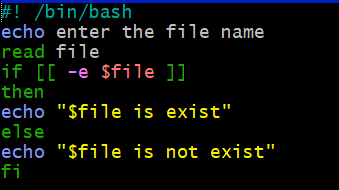 #! /bin/bash
echo enter the file name
read file
if [[ -e $file ]]
then
echo "$file is exist"
else
echo "$file is not exist"
fi